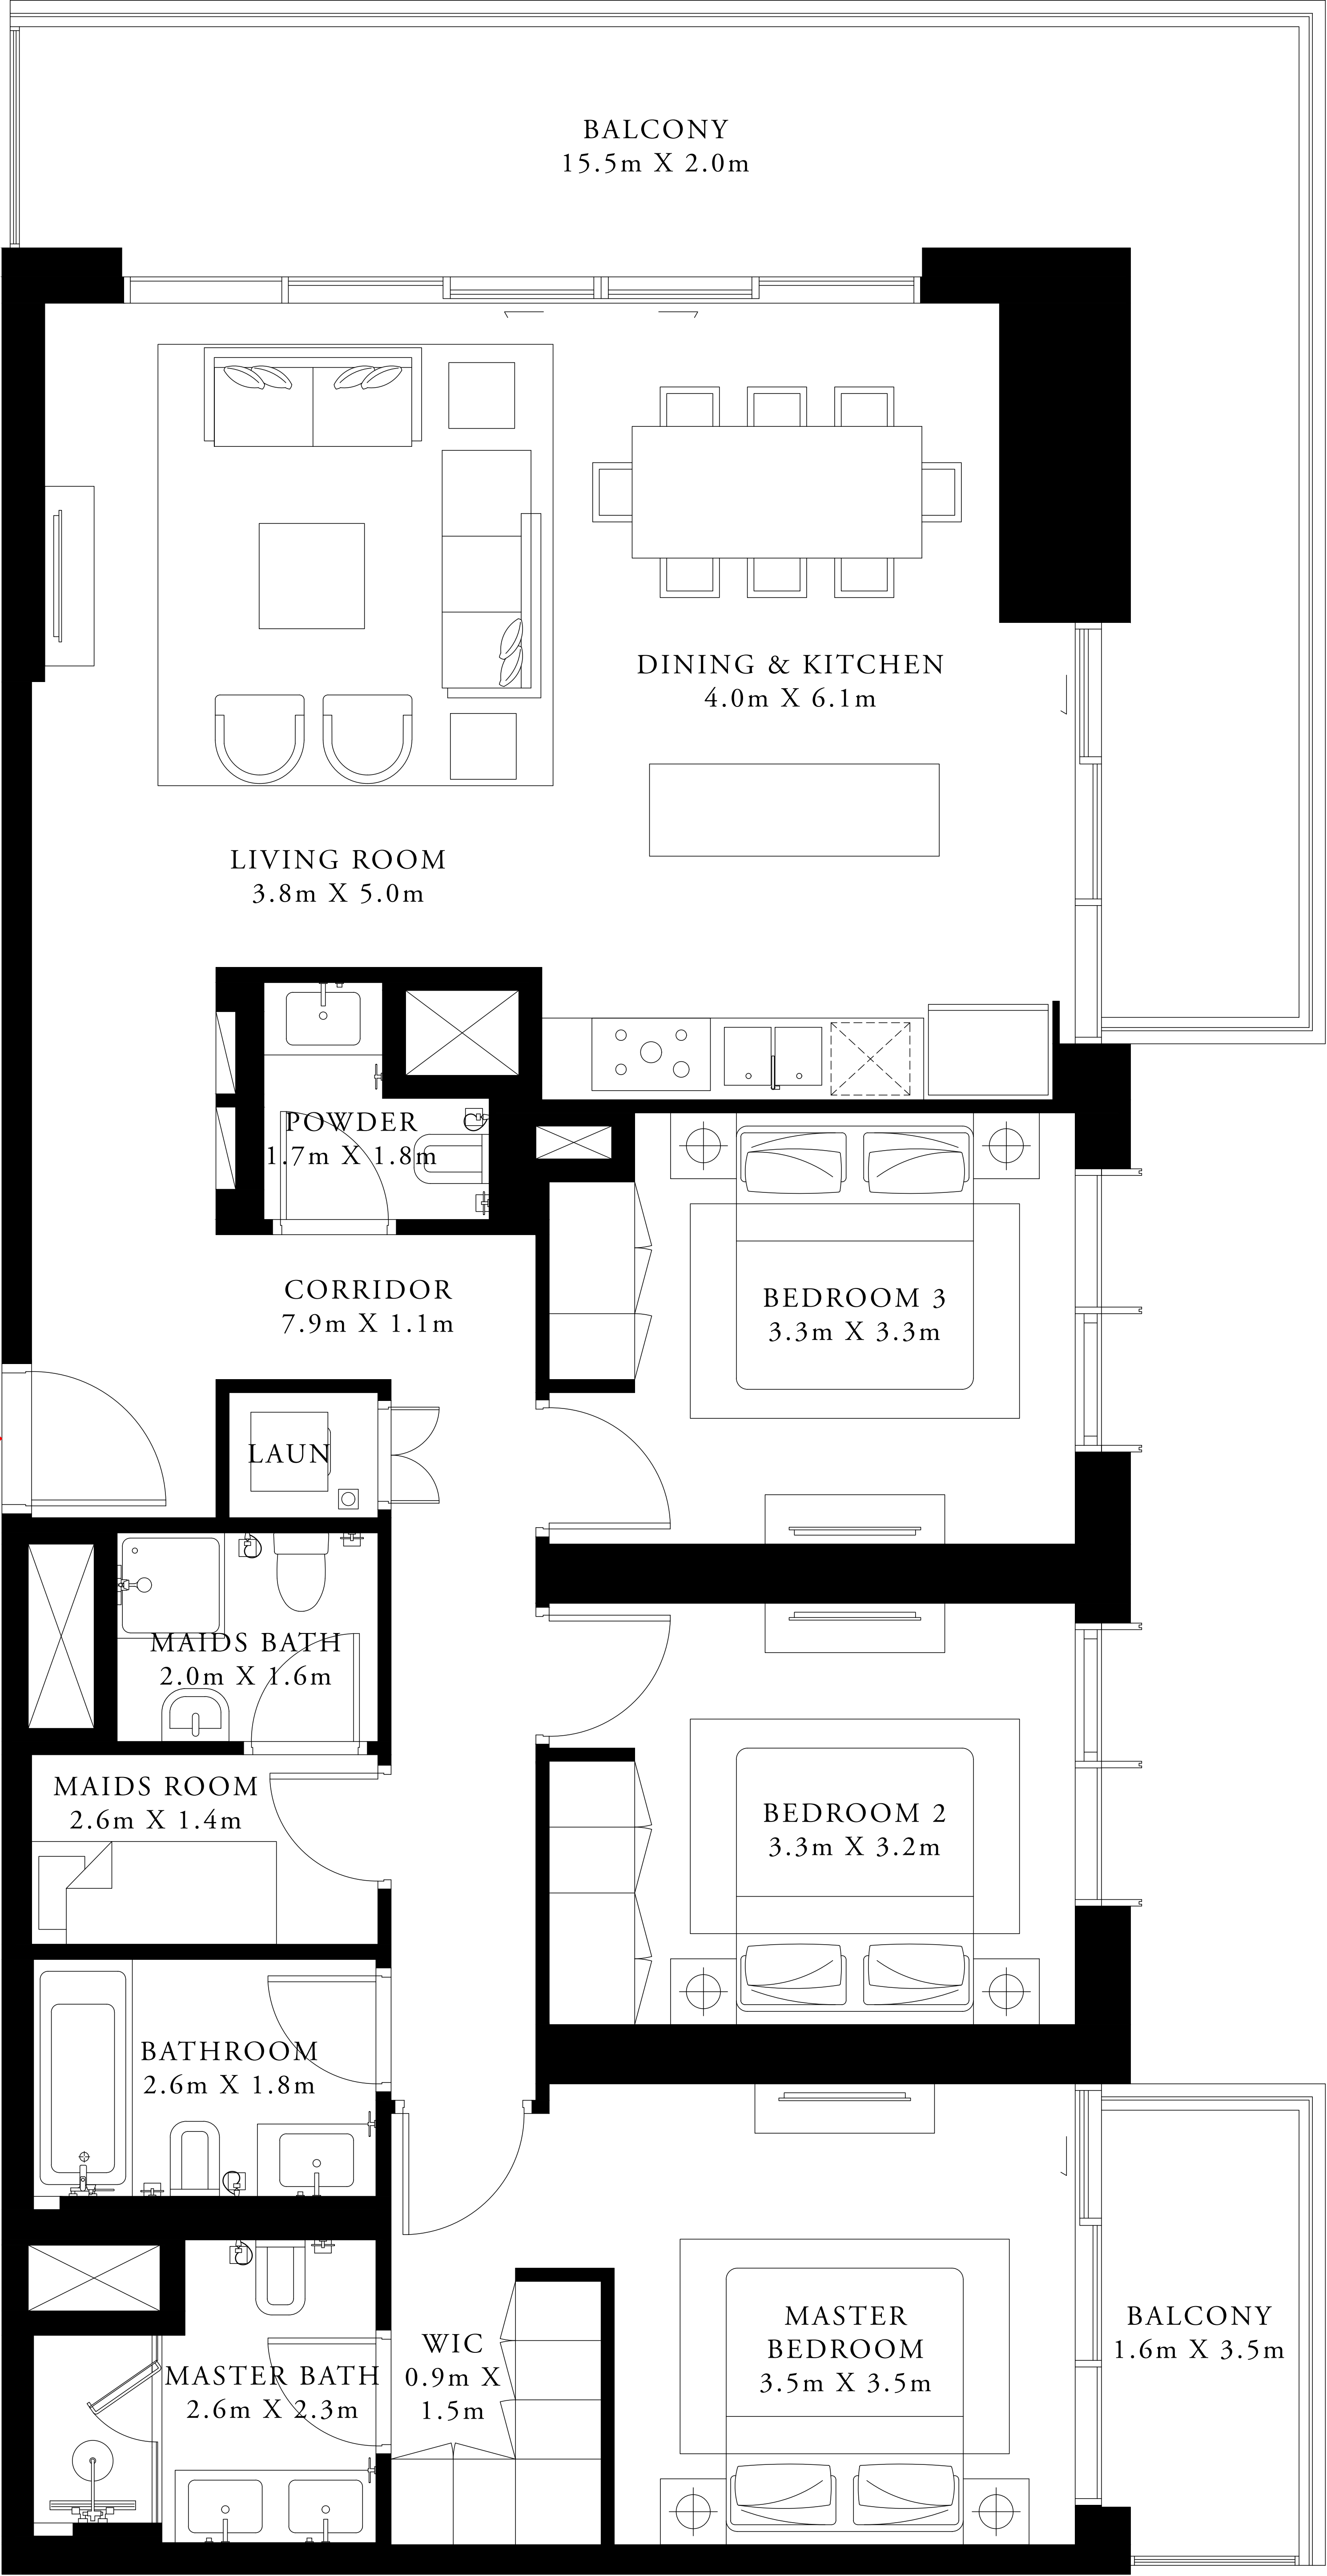 BALCONY
15.5m X 2.0m
DINING & KITCHEN
4.0m X 6.1m
LIVING ROOM
3.8m X 5.0m
POWDER
1.7m X 1.8m
CORRIDOR
7.9m X 1.1m
BEDROOM 3
3.3m X 3.3m
LAUN
MAIDS BATH
2.0m X 1.6m
MAIDS ROOM
2.6m X 1.4m
BEDROOM 2
3.3m X 3.2m
BATHROOM
2.6m X 1.8m
MASTER BATH
2.6m X 2.3m
WIC
0.9m X
1.5m
MASTER
BEDROOM
3.5m X 3.5m
BALCONY
1.6m X 3.5m